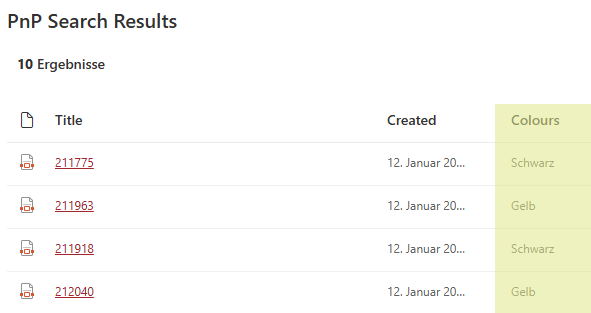 PnP Search Results
10 Ergebnisse
Title Created Colours
211775 12. Januar 20... Schwarz
211963 12. Januar 20... Gelb
211918 12. Januar 20... Schwarz
212040 12. Januar 20... Gelb